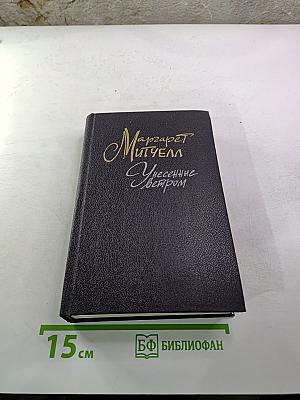 Маргарет
Митчелл
Унесенные
ветром
15 см
БФ БИБЛИОФАН